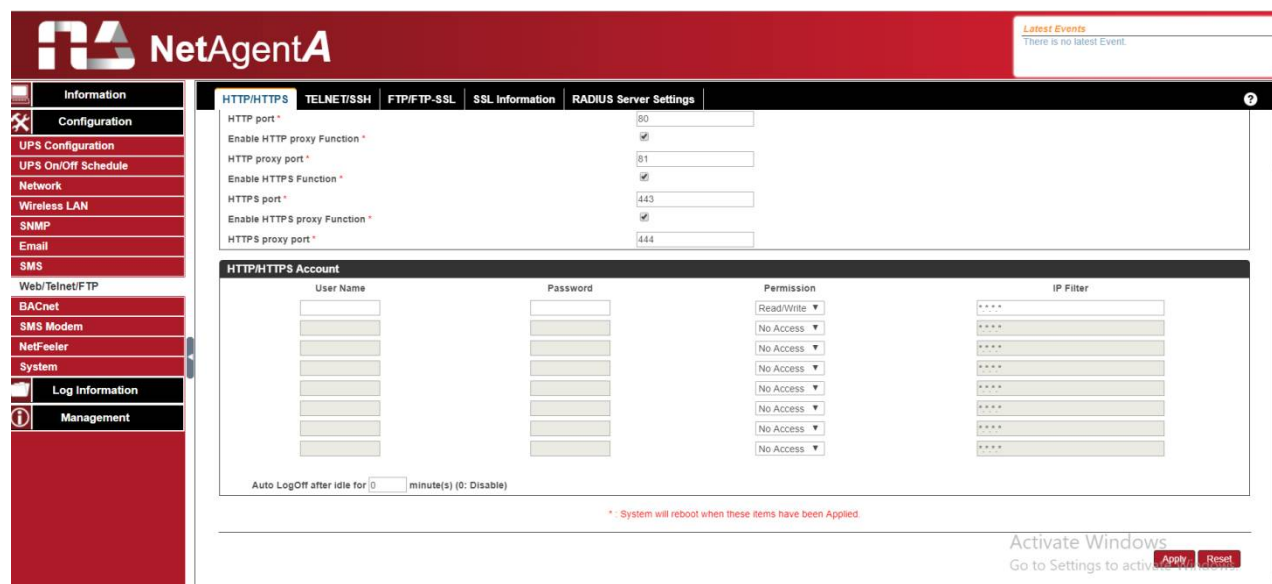 NetAgentA
Latest Events
There is no latest Event.
Information
Configuration
UPS Configuration
UPS On/Off Schedule
Network
Wireless LAN
SNMP
Email
SMS
Web/Telnet/FTP
BACnet
SMS Modem
NetFeeler
System
Log Information
Management
HTTP/HTTPS TELNET/SSH FTP/FTP-SSL SSL Information RADIUS Server Settings ?
HTTP port * 80
Enable HTTP proxy Function *
HTTP proxy port * 81
Enable HTTPS Function *
HTTPS port * 443
Enable HTTPS proxy Function *
HTTPS proxy port * 444
HTTP/HTTPS Account
User Name Password Permission IP Filter
Read/Write *.*.*.*
No Access *.*.*.*
No Access *.*.*.*
No Access *.*.*.*
No Access *.*.*.*
No Access *.*.*.*
No Access *.*.*.*
No Access *.*.*.*
Auto LogOff after idle for 0 minute(s) (0: Disable)
* : System will reboot when these items have been Applied.
Activate Windows
Go to Settings to activate Windows.
Apply Reset